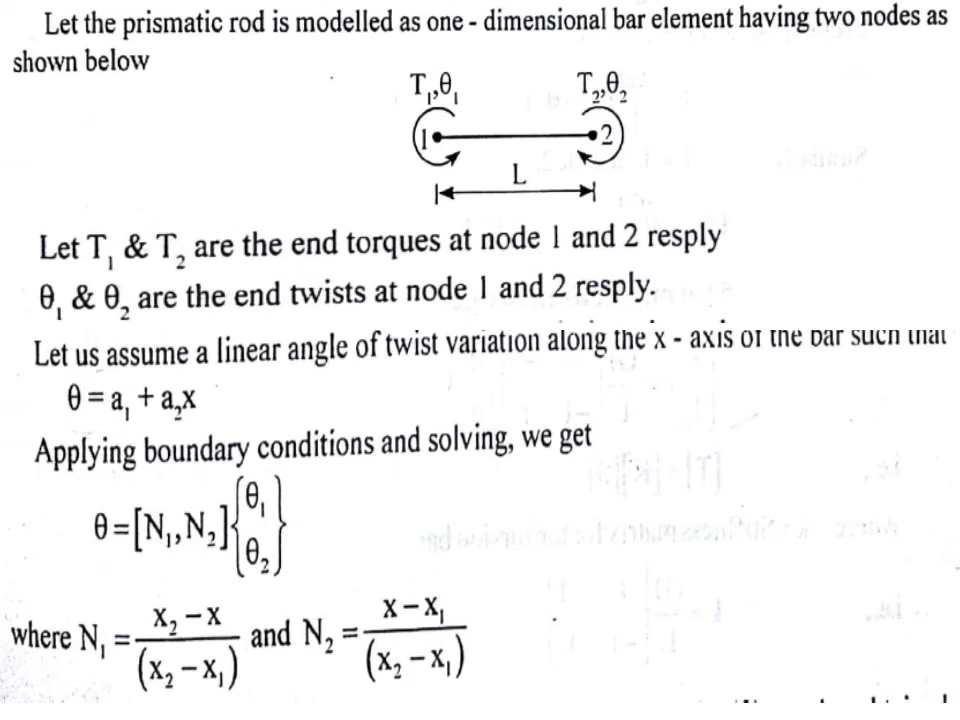 Let the prismatic rod is modelled as one - dimensional bar element having two nodes as
shown below
T₁,θ₁ T₂,θ₂
1 2
L
Let T₁ & T₂ are the end torques at node 1 and 2 resply
θ₁ & θ₂ are the end twists at node 1 and 2 resply.
Let us assume a linear angle of twist variation along the x - axis of the bar such that
θ = a₁ + a₂x
Applying boundary conditions and solving, we get
θ = [N₁, N₂] {θ₁ θ₂}
where N₁ = (x₂ − x)/(x₂ − x₁) and N₂ = (x − x₁)/(x₂ − x₁)